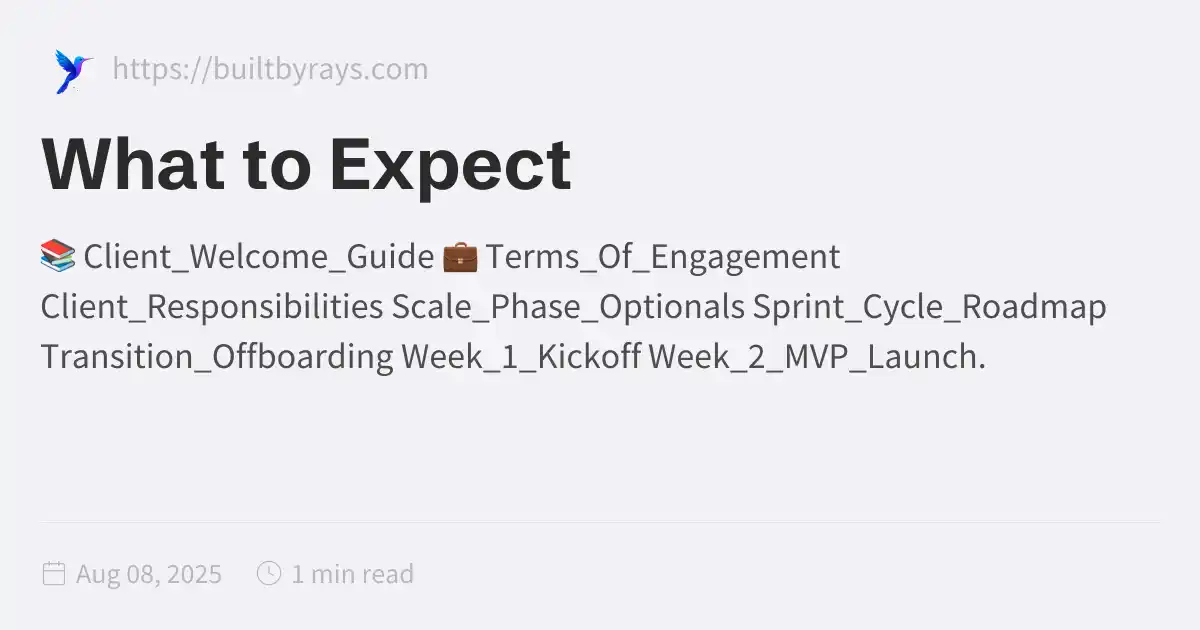 https://builtbyrays.com
What to Expect
📚 Client_Welcome_Guide 💼 Terms_Of_Engagement
Client_Responsibilities Scale_Phase_Optionals Sprint_Cycle_Roadmap
Transition_Offboarding Week_1_Kickoff Week_2_MVP_Launch.
Aug 08, 2025 1 min read